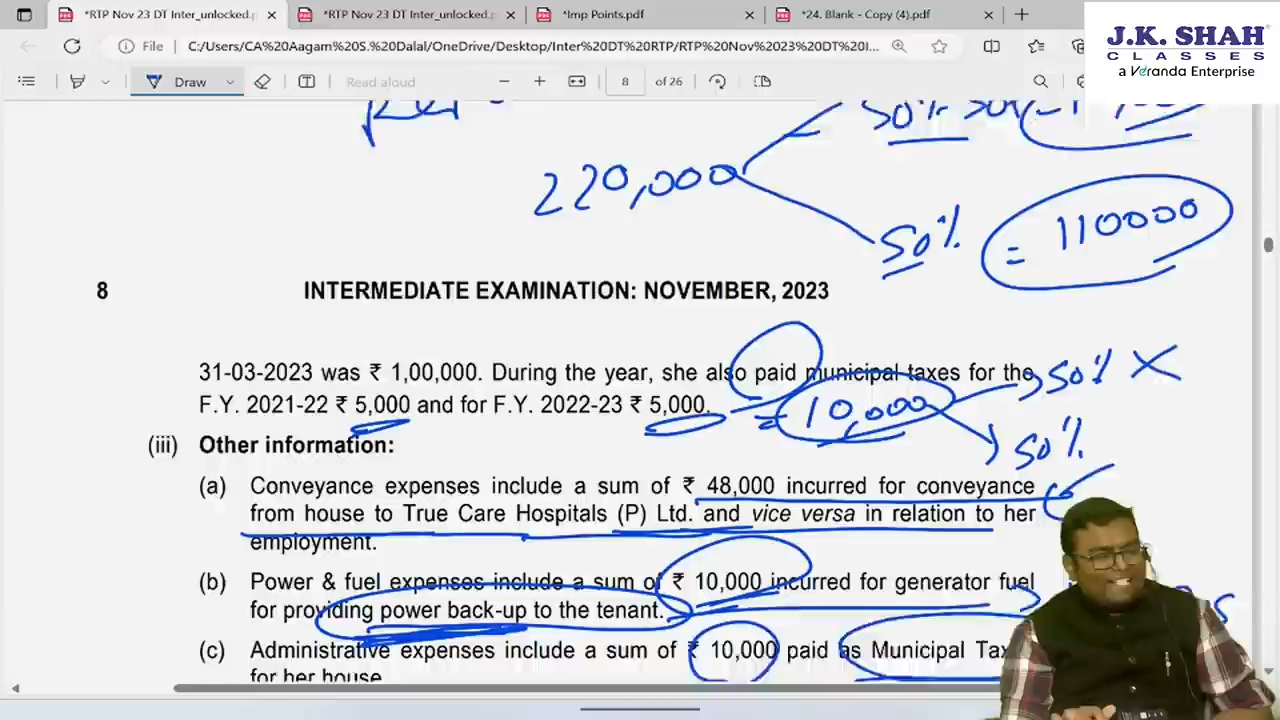 *RTP Nov 23 DT Inter_unlocked.p
*RTP Nov 23 DT Inter_unlocked.p
*Imp Points.pdf
*24. Blank - Copy (4).pdf
J.K. SHAH
CLASSES
a Veranda Enterprise
File
C:/Users/CA%20Aagam%20S.%20Dalal/OneDrive/Desktop/Inter%20DT%20RTP/RTP%20Nov%202023%20DT%20I...
Draw
Read aloud
8 of 26
50%
220,000
50% = 110000
8 INTERMEDIATE EXAMINATION: NOVEMBER, 2023
31-03-2023 was ₹ 1,00,000. During the year, she also paid municipal taxes for the
50% X
F.Y. 2021-22 ₹ 5,000 and for F.Y. 2022-23 ₹ 5,000.
= 10,000
50%
(iii) Other information:
(a) Conveyance expenses include a sum of ₹ 48,000 incurred for conveyance
from house to True Care Hospitals (P) Ltd. and vice versa in relation to her
employment.
(b) Power & fuel expenses include a sum of ₹ 10,000 incurred for generator fuel
for providing power back-up to the tenant.
(c) Administrative expenses include a sum of ₹ 10,000 paid as Municipal Tax
for her house.